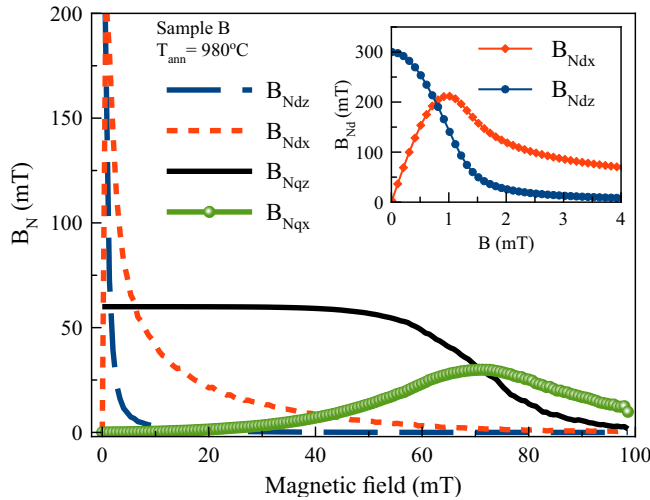 200
150
100
50
0
B_N (mT)
0
20
40
60
80
100
Magnetic field (mT)
Sample B
T_ann = 980ºC
B_Ndz
B_Ndx
B_Nqz
B_Nqx
300
200
100
0
B_Nd (mT)
0
1
2
3
4
B (mT)
B_Ndx
B_Ndz